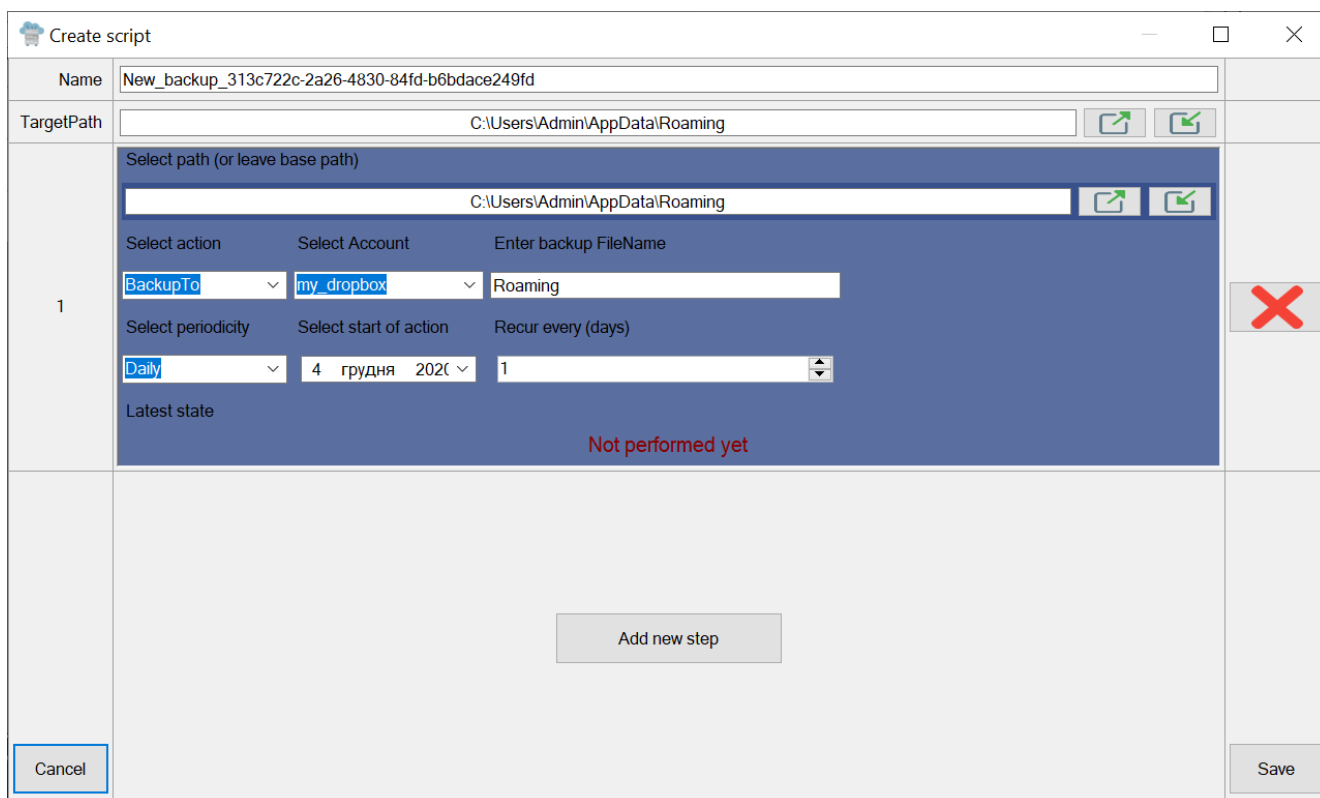 Create script
Name New_backup_313c722c-2a26-4830-84fd-b6bdace249fd
TargetPath C:\Users\Admin\AppData\Roaming
1
Select path (or leave base path)
C:\Users\Admin\AppData\Roaming
Select action Select Account Enter backup FileName
BackupTo my_dropbox Roaming
Select periodicity Select start of action Recur every (days)
Daily 4 грудня 2020 1
Latest state
Not performed yet
Add new step
Cancel Save